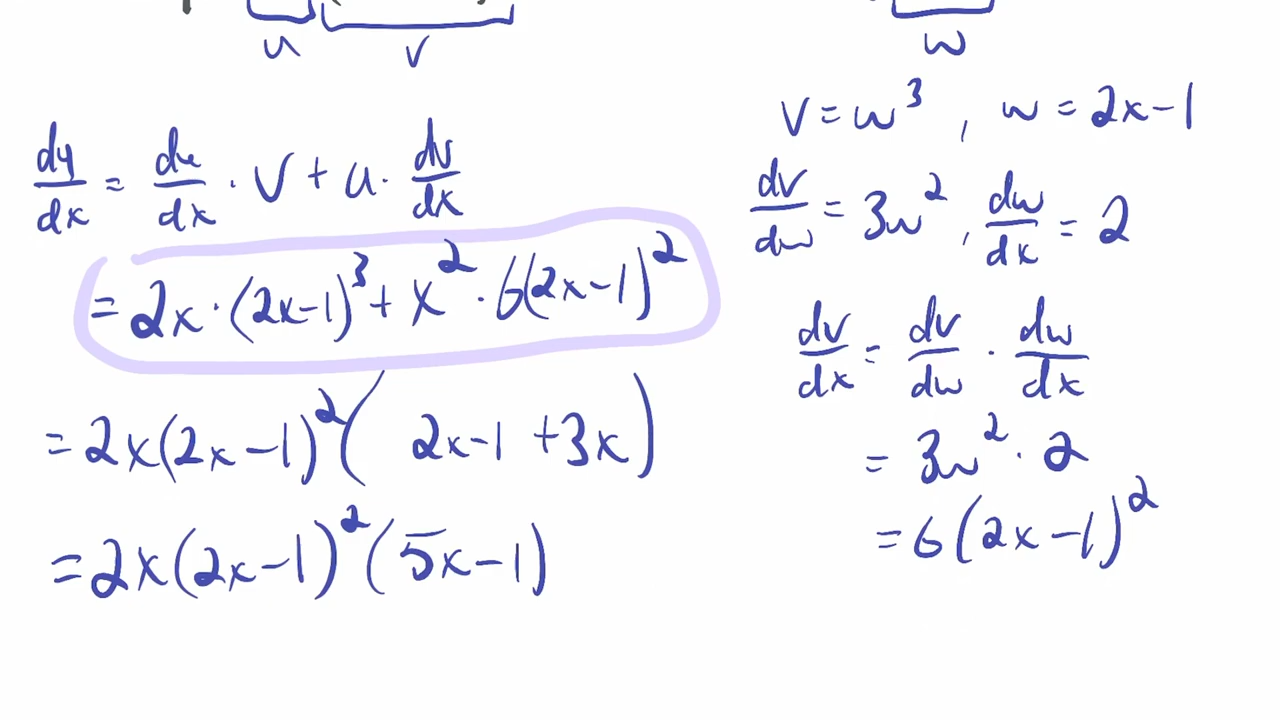 u v
dy/dx = du/dx · v + u · dv/dx
= 2x · (2x-1)³ + x² · 6(2x-1)²
= 2x(2x-1)² ( 2x-1 +3x)
= 2x(2x-1)² (5x-1)
w
v = w³ , w = 2x-1
dv/dw = 3w² , dw/dx = 2
dv/dx = dv/dw · dw/dx
= 3w² · 2
= 6(2x-1)²